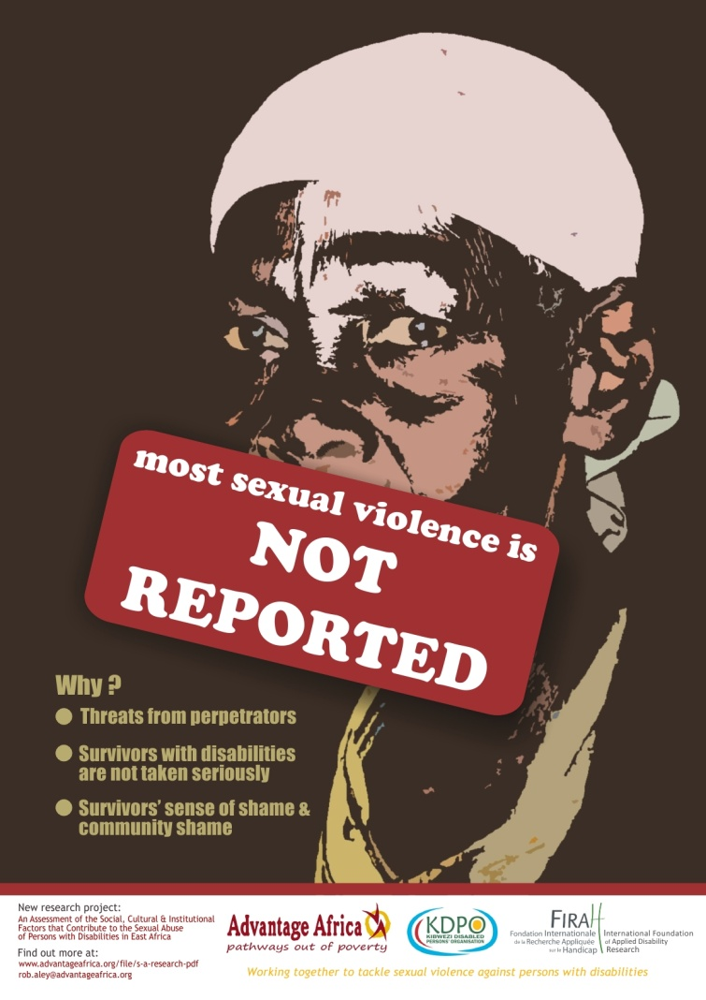 most sexual violence is
NOT
REPORTED
Why ?
Threats from perpetrators
Survivors with disabilities
are not taken seriously
Survivors' sense of shame &
community shame
New research project:
An Assessment of the Social, Cultural & Institutional
Factors that Contribute to the Sexual Abuse
of Persons with Disabilities in East Africa
Find out more at:
www.advantageafrica.org/file/s-a-research-pdf
rob.aley@advantageafrica.org
Advantage Africa
pathways out of poverty
KDPO
KIBWEZI DISABLED
PERSONS' ORGANISATION
FIRAH
Fondation Internationale
de la Recherche Appliquée
sur le Handicap
International Foundation
of Applied Disability
Research
Working together to tackle sexual violence against persons with disabilities